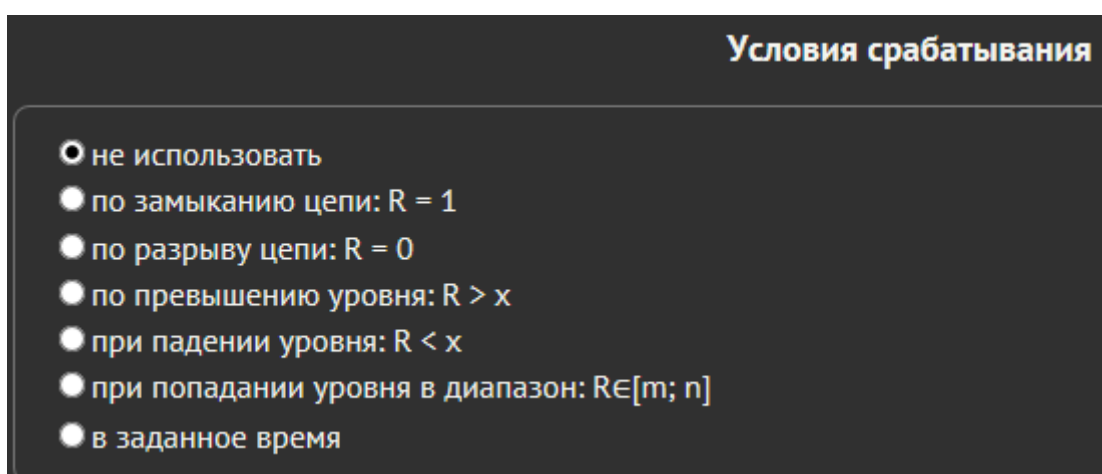 Условия срабатывания
не использовать
по замыканию цепи: R = 1
по разрыву цепи: R = 0
по превышению уровня: R > x
при падении уровня: R < x
при попадании уровня в диапазон: R∈[m; n]
в заданное время